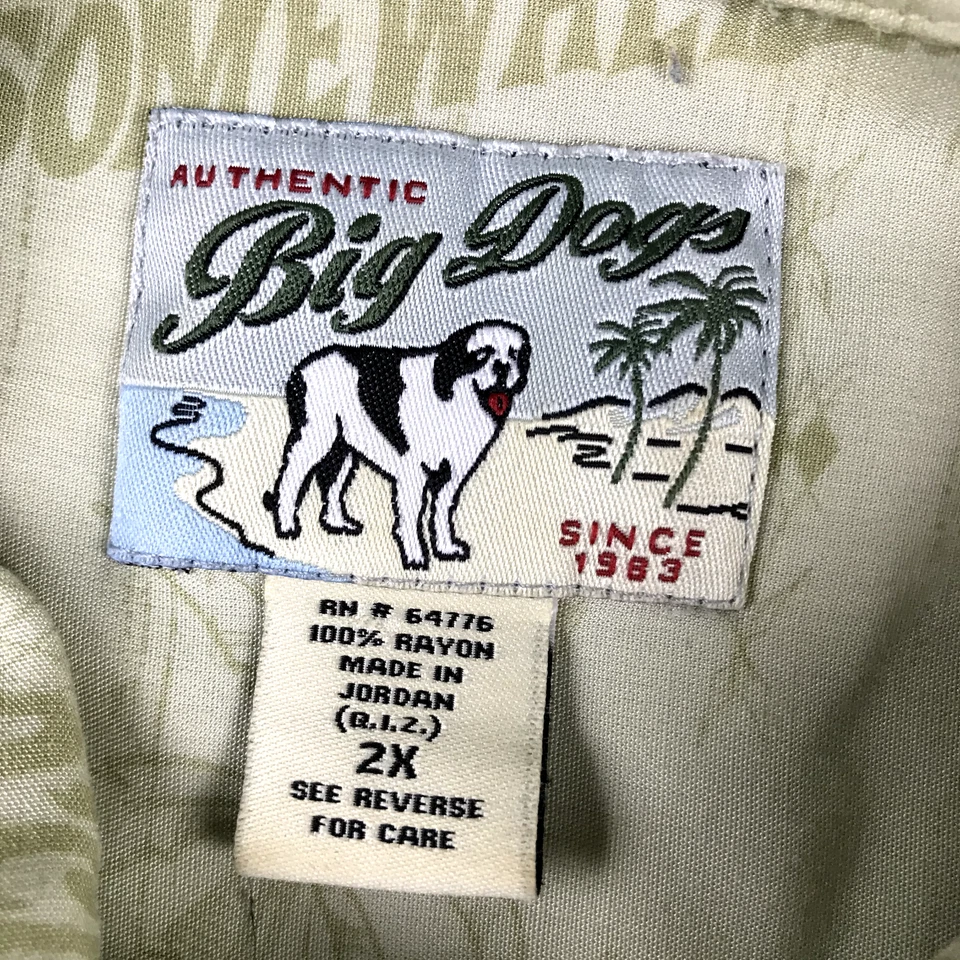 AUTHENTIC
Big Dogs
SINCE
1983
RN # 64776
100% RAYON
MADE IN
JORDAN
(Q.I.Z.)
2X
SEE REVERSE
FOR CARE